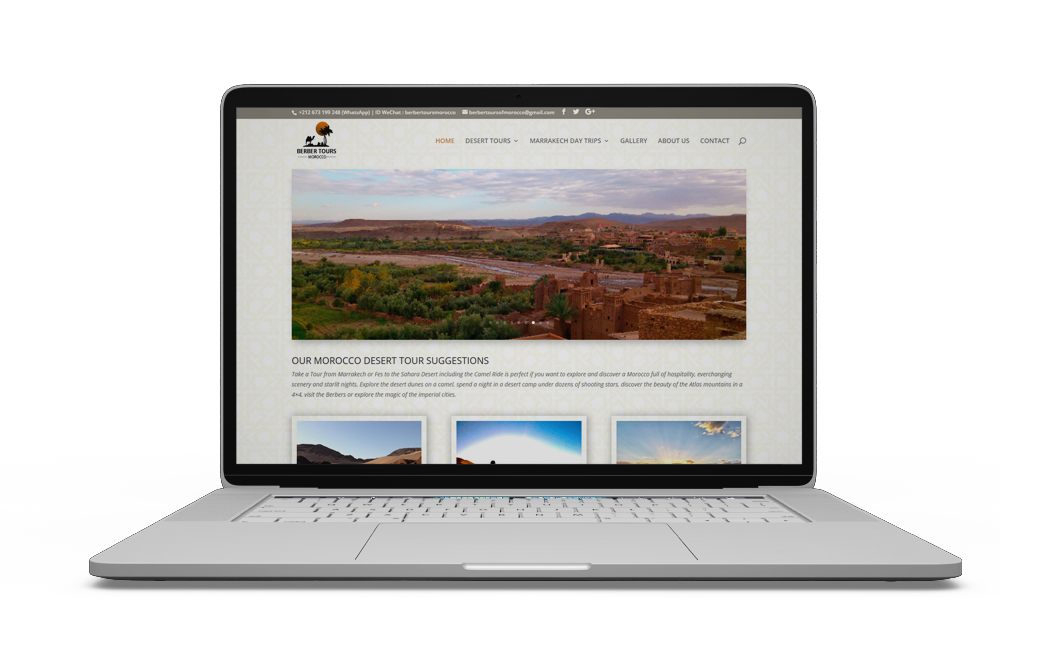 +212 673 199 248 (WhatsApp) | ID WeChat : berbertoursmorocco berbertoursofmorocco@gmail.com
BERBER TOURS
MOROCCO
HOME DESERT TOURS MARRAKECH DAY TRIPS GALLERY ABOUT US CONTACT
OUR MOROCCO DESERT TOUR SUGGESTIONS
Take a Tour from Marrakech or Fes to the Sahara Desert including the Camel Ride is perfect if you want to explore and discover a Morocco full of hospitality, everchanging
scenery and starlit nights. Explore the desert dunes on a camel, spend a night in a desert camp under dozens of shooting stars, discover the beauty of the Atlas mountains in a
4×4, visit the Berbers or explore the magic of the imperial cities.